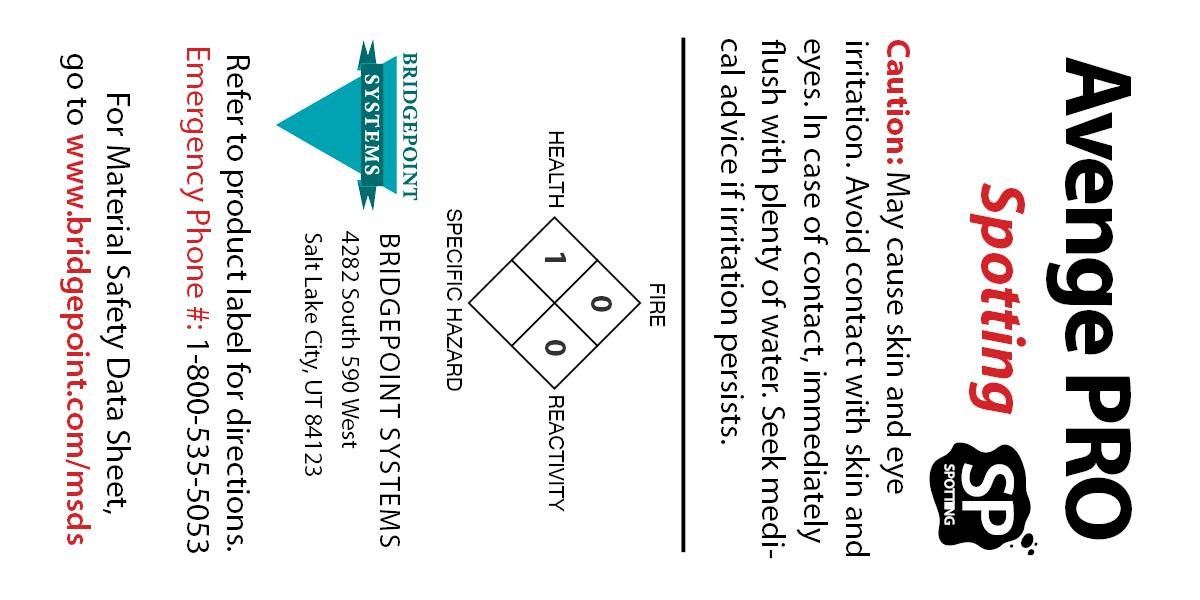 Avenge PRO
Spotting
SP
SPOTTING
Caution: May cause skin and eye
irritation. Avoid contact with skin and
eyes. In case of contact, immediately
flush with plenty of water. Seek medi-
cal advice if irritation persists.
FIRE
0
HEALTH
1
0
REACTIVITY
SPECIFIC HAZARD
BRIDGEPOINT
SYSTEMS
BRIDGEPOINT SYSTEMS
4282 South 590 West
Salt Lake City, UT 84123
Refer to product label for directions.
Emergency Phone #: 1-800-535-5053
For Material Safety Data Sheet,
go to www.bridgepoint.com/msds